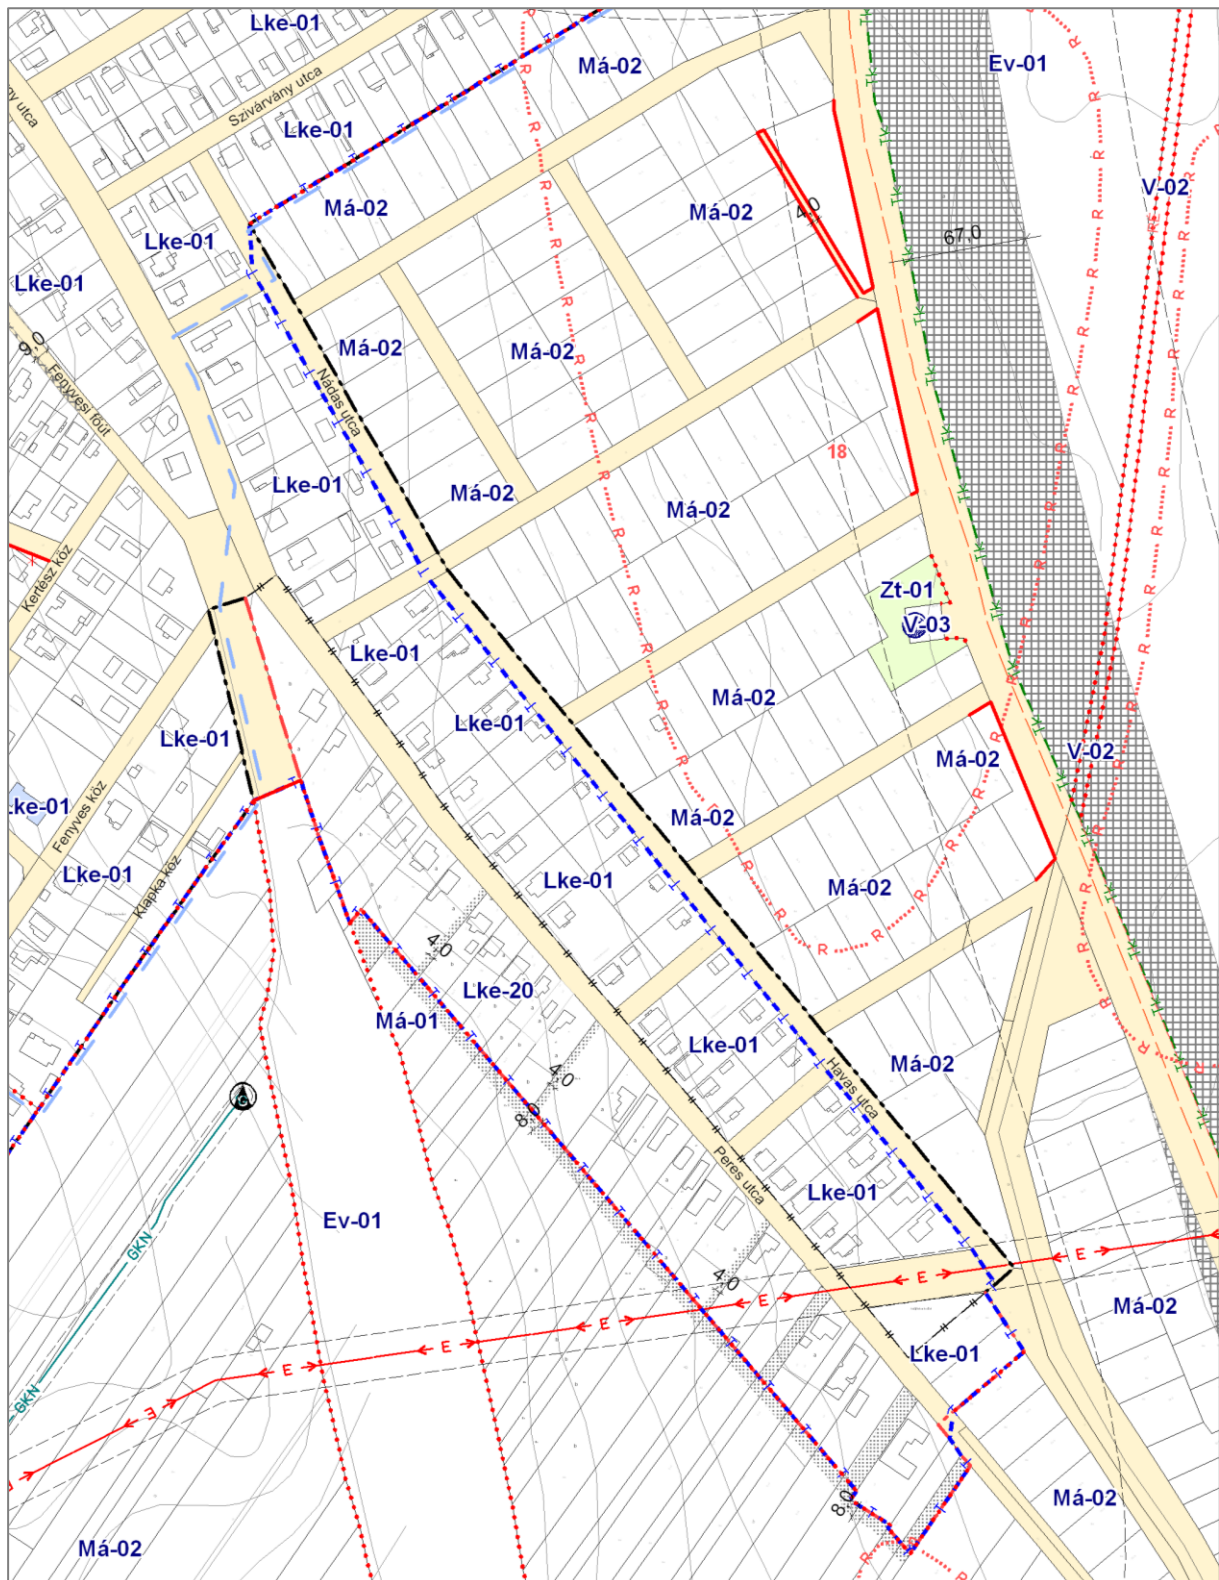 Lke-01
Má-02
Ev-01
gy utca
Szivárvány utca
Lke-01
V-02
Má-02
Má-02
4,0
67,0
Lke-01
Lke-01
Fenyvesi főút
Nádas utca
Má-02
Má-02
18
Lke-01
Má-02
Má-02
Kertész köz
Zt-01
V-03
Lke-01
Má-02
Lke-01
Lke-01
Má-02
V-02
Lke-01
Má-02
Fenyves köz
Klapka köz
Lke-01
Lke-01
Má-02
4,0
Lke-20
Má-01
Lke-01
Má-02
Havas utca
4,0
8,0
G
Peres utca
Lke-01
Ev-01
GKN
E
E
E
E
E
E
E
E
4,0
Má-02
Lke-01
GKN
8,0
Má-02
Má-02
R
R
R